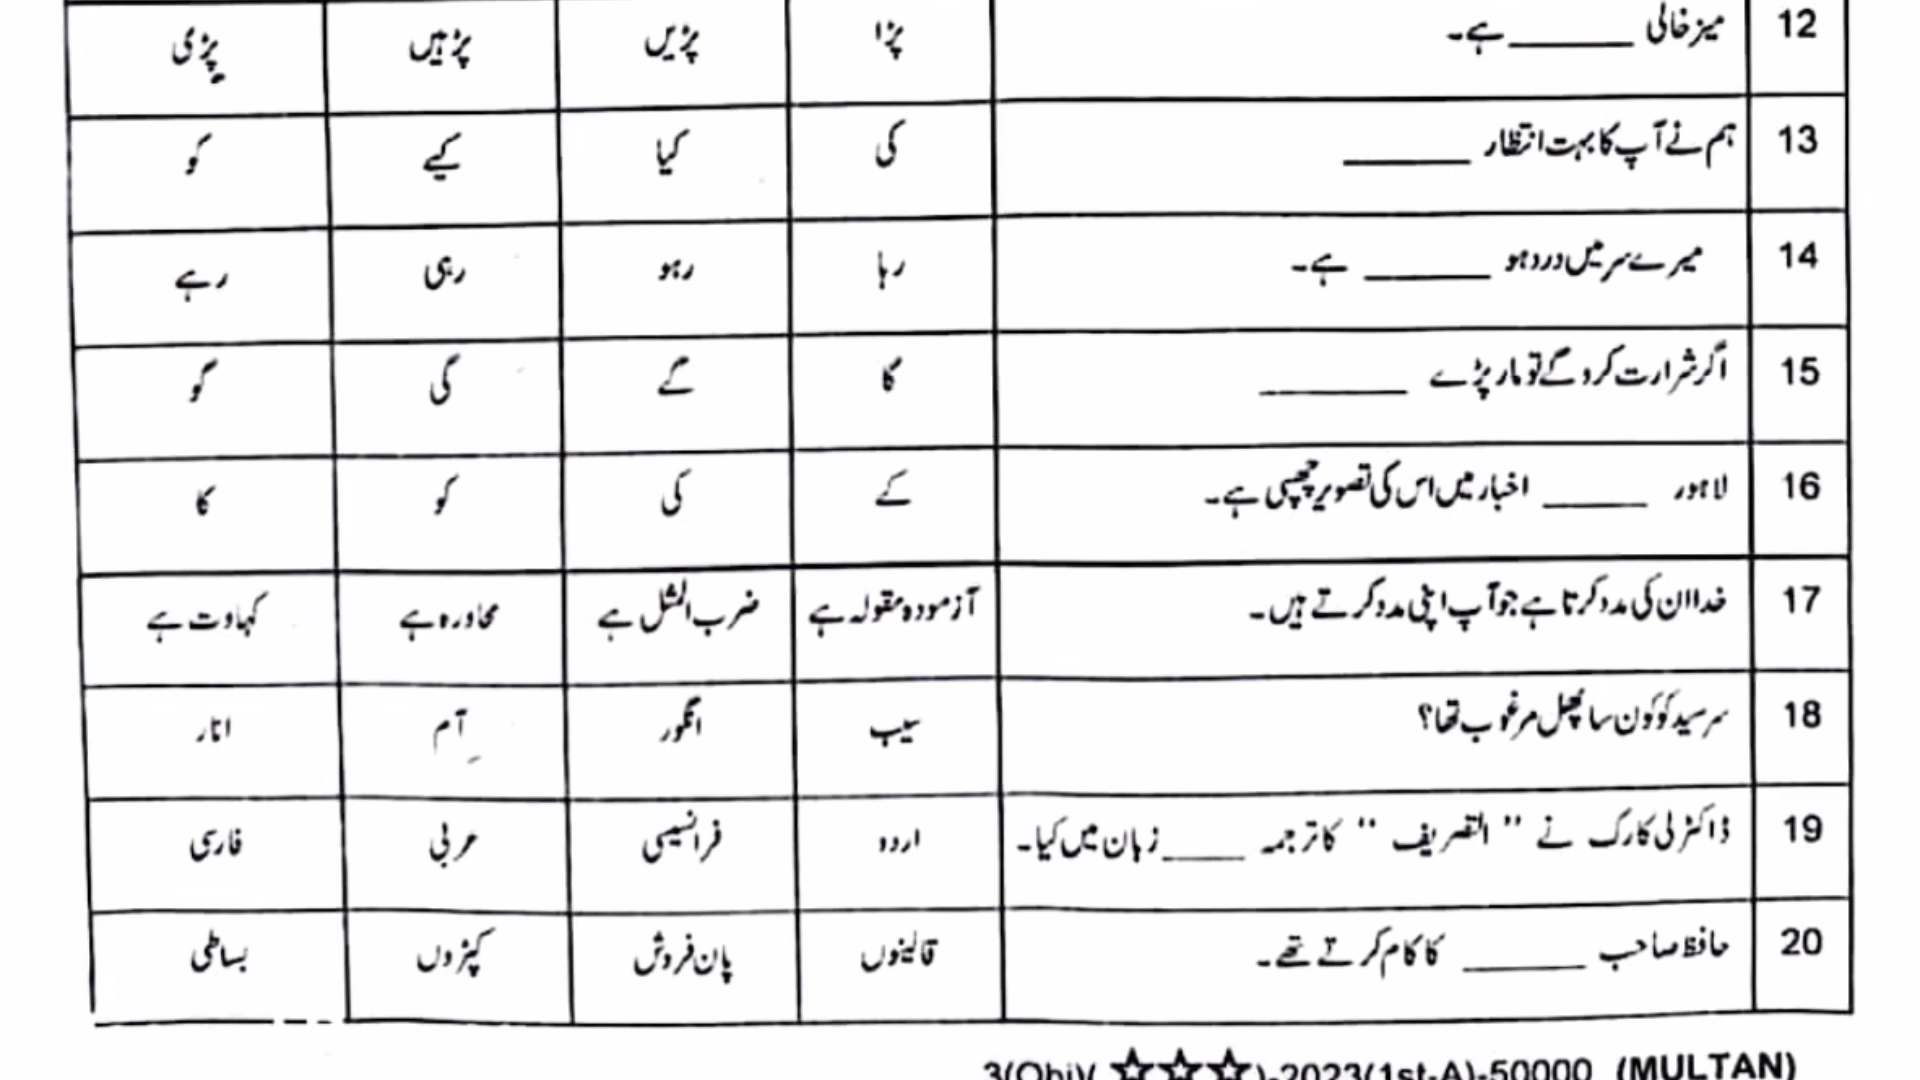 12 میز خالی ______ ہے۔ پڑا پڑیں پڑہیں پڑی
13 ہم نے آپ کا بہت انتظار ______ کی کیا کیے کو
14 میرے سر میں درد ہو ______ ہے۔ رہا رہو رہی رہے
15 اگر شرارت کرو گے تو مار پڑے ______ گا گے گی گو
16 لاہور ______ اخبار میں اس کی تصویر چھپی ہے۔ کے کی کو کا
17 خدا ان کی مدد کرتا ہے جو آپ اپنی مدد کرتے ہیں۔ آزمودہ مقولہ ہے ضرب المثل ہے محاورہ ہے کہاوت ہے
18 سرسید کو کون سا پھل مرغوب تھا؟ سیب انگور آم انار
19 ڈاکٹر لی کارک نے " التصریف " کا ترجمہ ____ زبان میں کیا۔ اردو فرانسیسی عربی فارسی
20 حافظ صاحب ______ کا کام کرتے تھے۔ قالینوں پان فروش کپڑوں بساطی
3(Obj)( ☆☆☆)-2023(1st-A)-50000 (MULTAN)